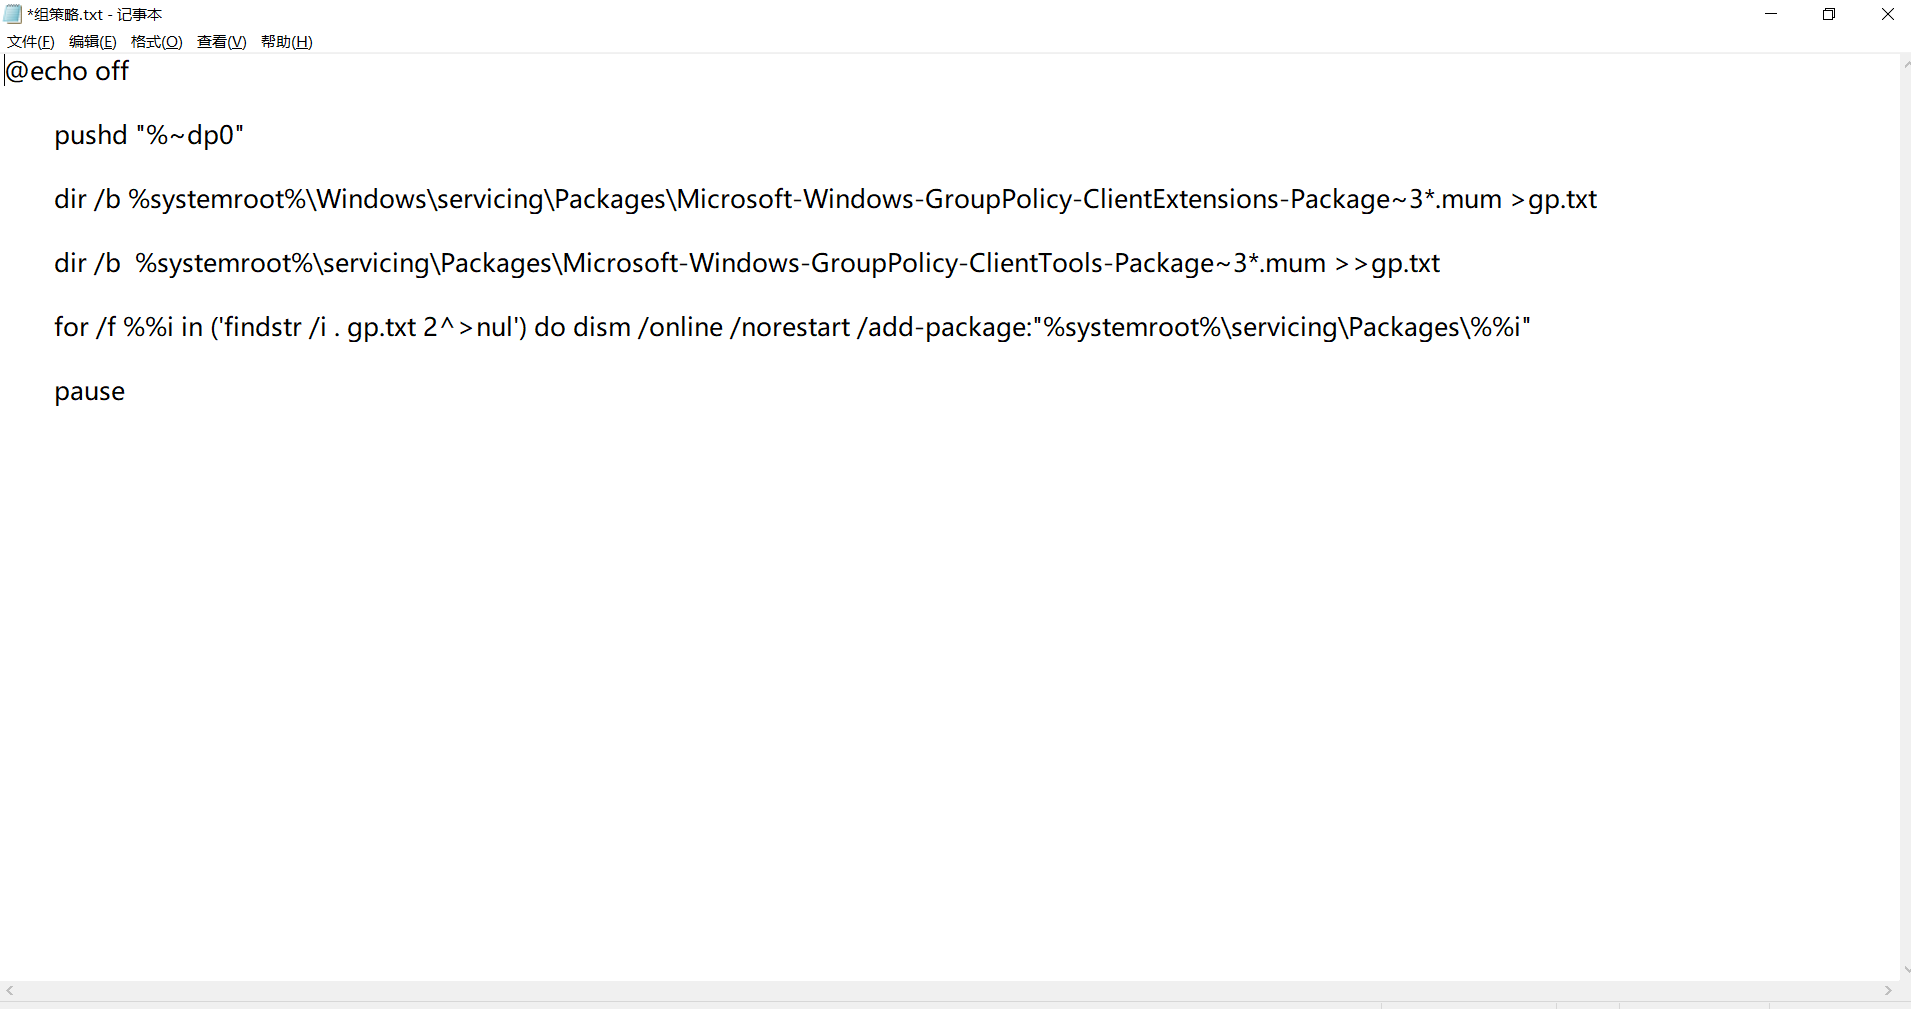 *组策略.txt - 记事本
文件(F) 编辑(E) 格式(O) 查看(V) 帮助(H)
@echo off
pushd "%~dp0"
dir /b %systemroot%\Windows\servicing\Packages\Microsoft-Windows-GroupPolicy-ClientExtensions-Package~3*.mum >gp.txt
dir /b  %systemroot%\servicing\Packages\Microsoft-Windows-GroupPolicy-ClientTools-Package~3*.mum >>gp.txt
for /f %%i in ('findstr /i . gp.txt 2^>nul') do dism /online /norestart /add-package:"%systemroot%\servicing\Packages\%%i"
pause